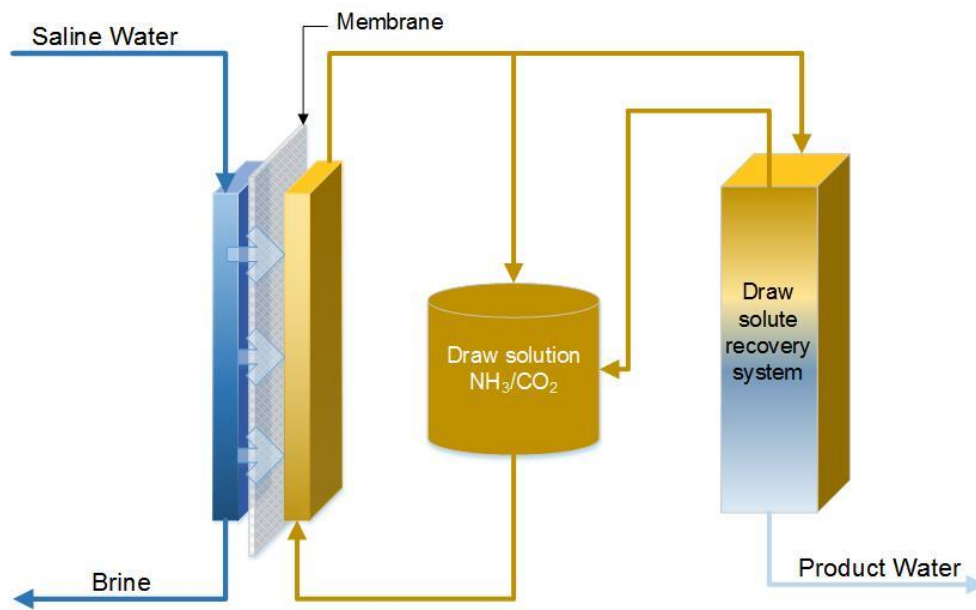 Membrane
Saline Water
Draw solution
NH₃/CO₂
Draw
solute
recovery
system
Brine
Product Water